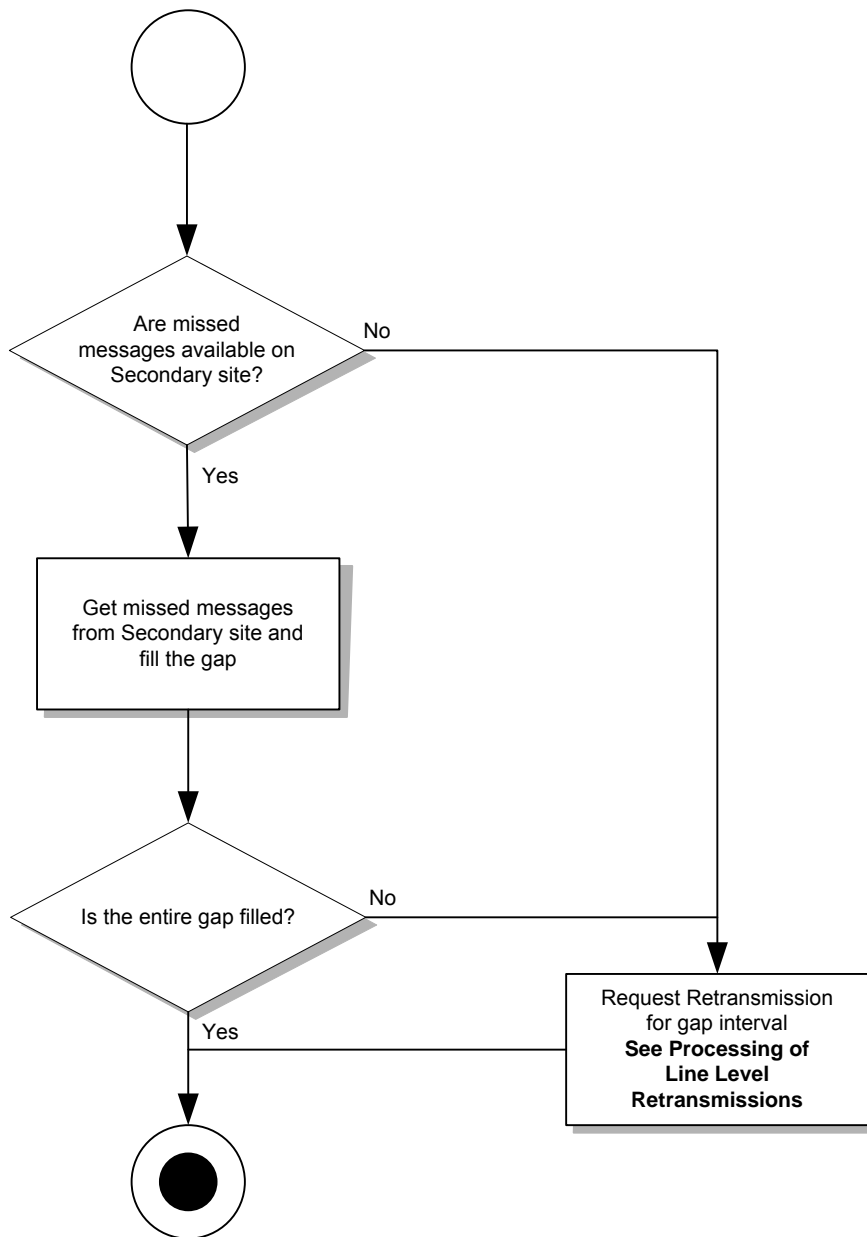 Are missed
messages available on
Secondary site?
No
Yes
Get missed messages
from Secondary site and
fill the gap
Is the entire gap filled?
No
Yes
Request Retransmission
for gap interval
See Processing of
Line Level
Retransmissions